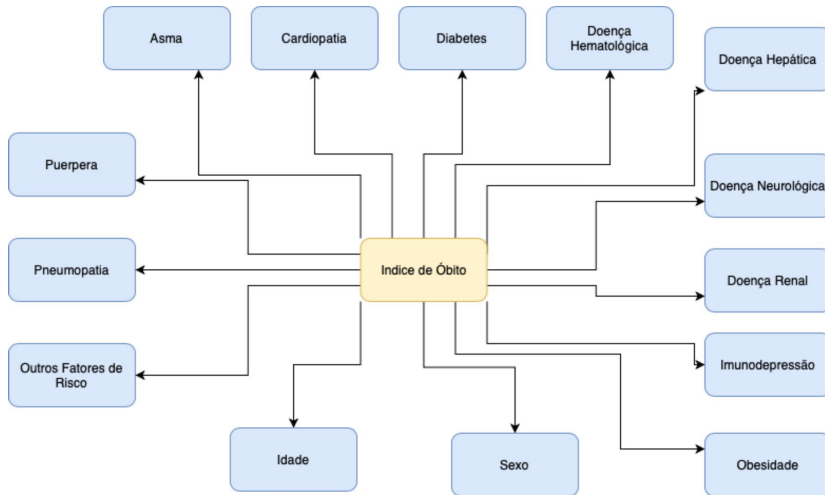 Asma
Cardiopatia
Diabetes
Doença
Hematológica
Doença Hepática
Puerpera
Doença Neurológica
Pneumopatia
Indice de Óbito
Doença Renal
Outros Fatores de
Risco
Imunodepressão
Idade
Sexo
Obesidade